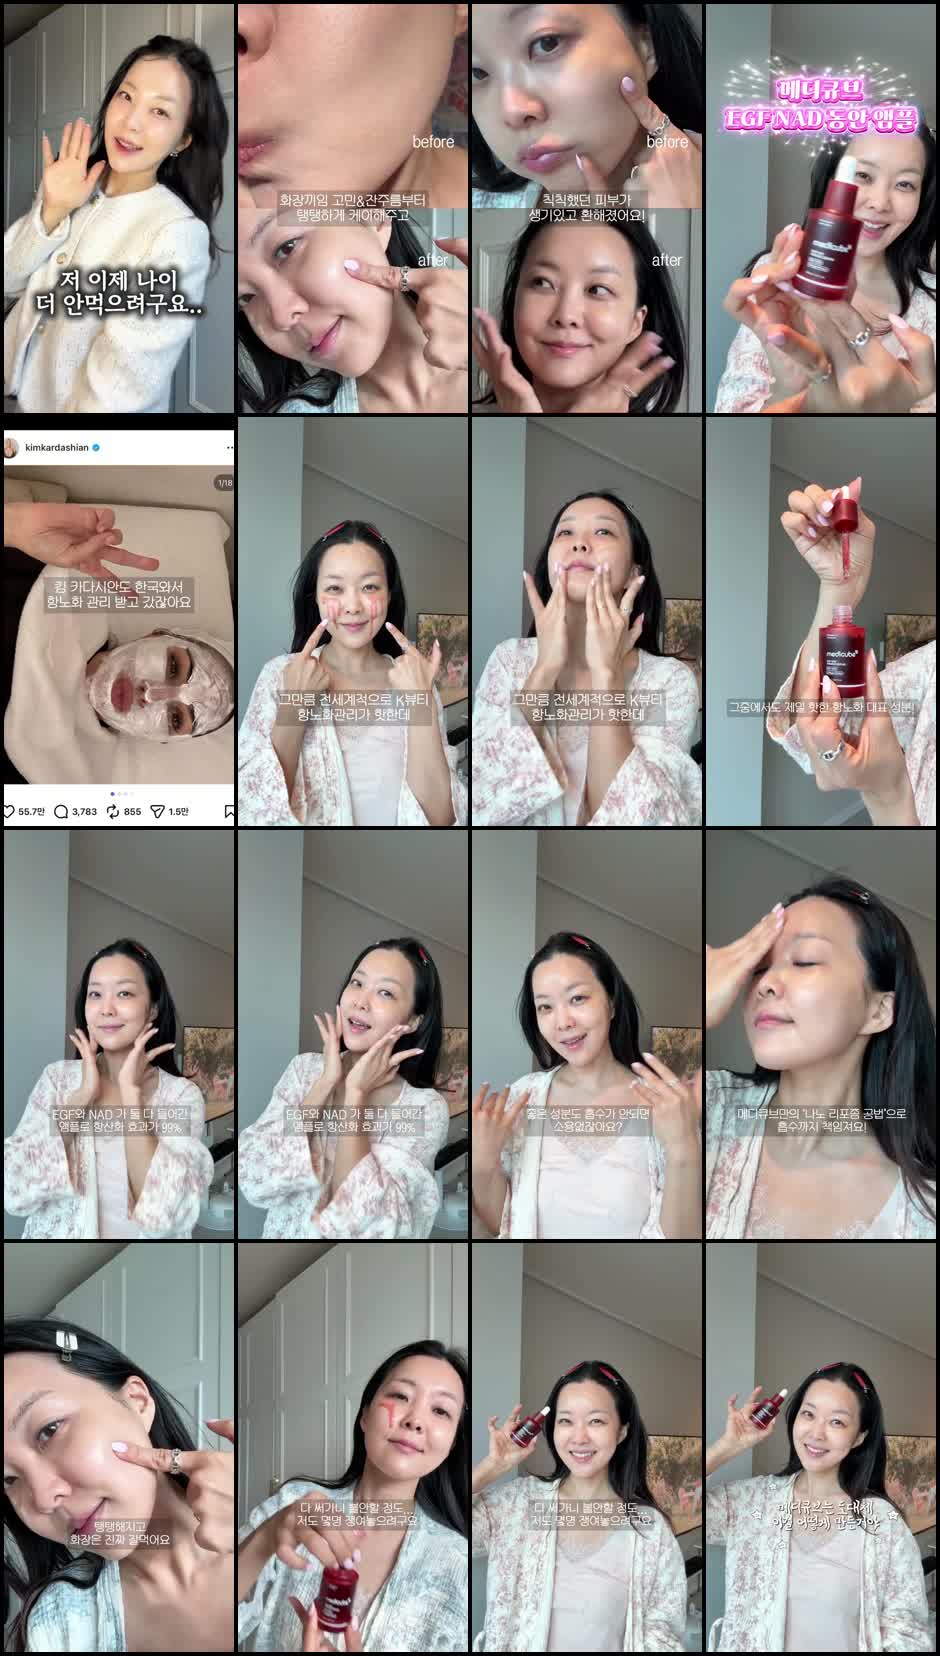 저 이제 나이
더 안먹으려구요..
before
화장끼임 고민&잔주름부터
탱탱하게 케어해주고
after
before
칙칙했던 피부가
생기있고 환해졌어요!
after
메디큐브
EGF NAD 동안 앰플
medicube
kimkardashian
1/18
킴 카다시안도 한국와서
항노화 관리 받고 갔잖아요
55.7만 3,783 855 1.5만
그만큼 전세계적으로 K뷰티
항노화관리가 핫한데
그만큼 전세계적으로 K뷰티
항노화관리가 핫한데
medicube
그중에서도 제일 핫한 항노화 대표 성분!
EGF와 NAD 가 둘 다 들어간
앰플로 항산화 효과가 99%
EGF와 NAD 가 둘 다 들어간
앰플로 항산화 효과가 99%
좋은 성분도 흡수가 안되면
소용없잖아요?
메디큐브만의 "나노 리포좀 공법"으로
흡수까지 책임져요!
탱탱해지고
화장은 진짜 잘먹어요
다 써가니 불안할 정도...
저도 몇명 쟁여놓으려구요
medicube
다 써가니 불안할 정도...
저도 몇명 쟁여놓으려구요
메디큐브는 도대체
이걸 어떻게 만든거야